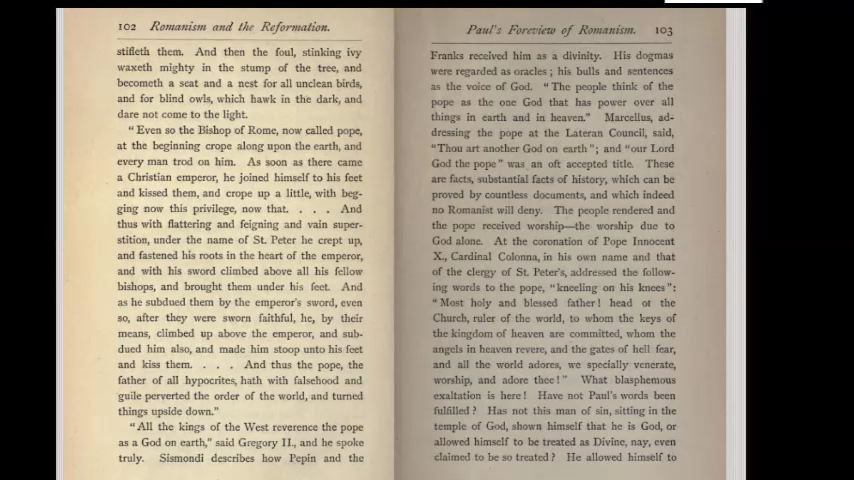 102 Romanism and the Reformation.
stifleth them. And then the foul, stinking ivy
waxeth mighty in the stump of the tree, and
becometh a seat and a nest for all unclean birds,
and for blind owls, which hawk in the dark, and
dare not come to the light.
"Even so the Bishop of Rome, now called pope,
at the beginning crope along upon the earth, and
every man trod on him. As soon as there came
a Christian emperor, he joined himself to his feet
and kissed them, and crope up a little, with beg-
ging now this privilege, now that. . . . And
thus with flattering and feigning and vain super-
stition, under the name of St. Peter he crept up,
and fastened his roots in the heart of the emperor,
and with his sword climbed above all his fellow
bishops, and brought them under his feet. And
as he subdued them by the emperor's sword, even
so, after they were sworn faithful, he, by their
means, climbed up above the emperor, and sub-
dued him also, and made him stoop unto his feet
and kiss them. . . . And thus the pope, the
father of all hypocrites, hath with falsehood and
guile perverted the order of the world, and turned
things upside down."
"All the kings of the West reverence the pope
as a God on earth," said Gregory II., and he spoke
truly. Sismondi describes how Pepin and the
Paul's Foreview of Romanism. 103
Franks received him as a divinity. His dogmas
were regarded as oracles; his bulls and sentences
as the voice of God. "The people think of the
pope as the one God that has power over all
things in earth and in heaven." Marcellus, ad-
dressing the pope at the Lateran Council, said,
"Thou art another God on earth"; and "our Lord
God the pope" was an oft accepted title. These
are facts, substantial facts of history, which can be
proved by countless documents, and which indeed
no Romanist will deny. The people rendered and
the pope received worship—the worship due to
God alone. At the coronation of Pope Innocent
X., Cardinal Colonna, in his own name and that
of the clergy of St. Peter's, addressed the follow-
ing words to the pope, "kneeling on his knees":
"Most holy and blessed father! head of the
Church, ruler of the world, to whom the keys of
the kingdom of heaven are committed, whom the
angels in heaven revere, and the gates of hell fear,
and all the world adores, we specially venerate,
worship, and adore thee!" What blasphemous
exaltation is here! Have not Paul's words been
fulfilled? Has not this man of sin, sitting in the
temple of God, shown himself that he is God, or
allowed himself to be treated as Divine, nay, even
claimed to be so treated? He allowed himself to